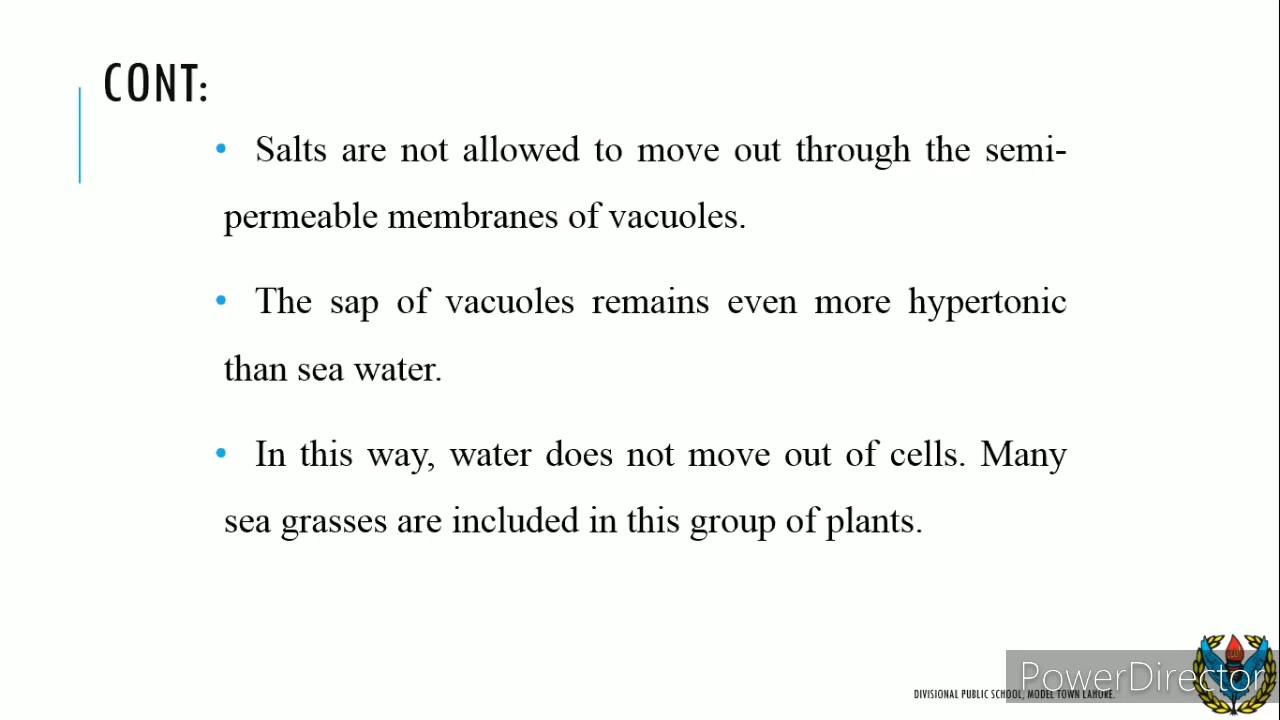 CONT:
• Salts are not allowed to move out through the semi-
permeable membranes of vacuoles.
• The sap of vacuoles remains even more hypertonic
than sea water.
• In this way, water does not move out of cells. Many
sea grasses are included in this group of plants.
PowerDirector
DIVISIONAL PUBLIC SCHOOL, MODEL TOWN LAHORE.